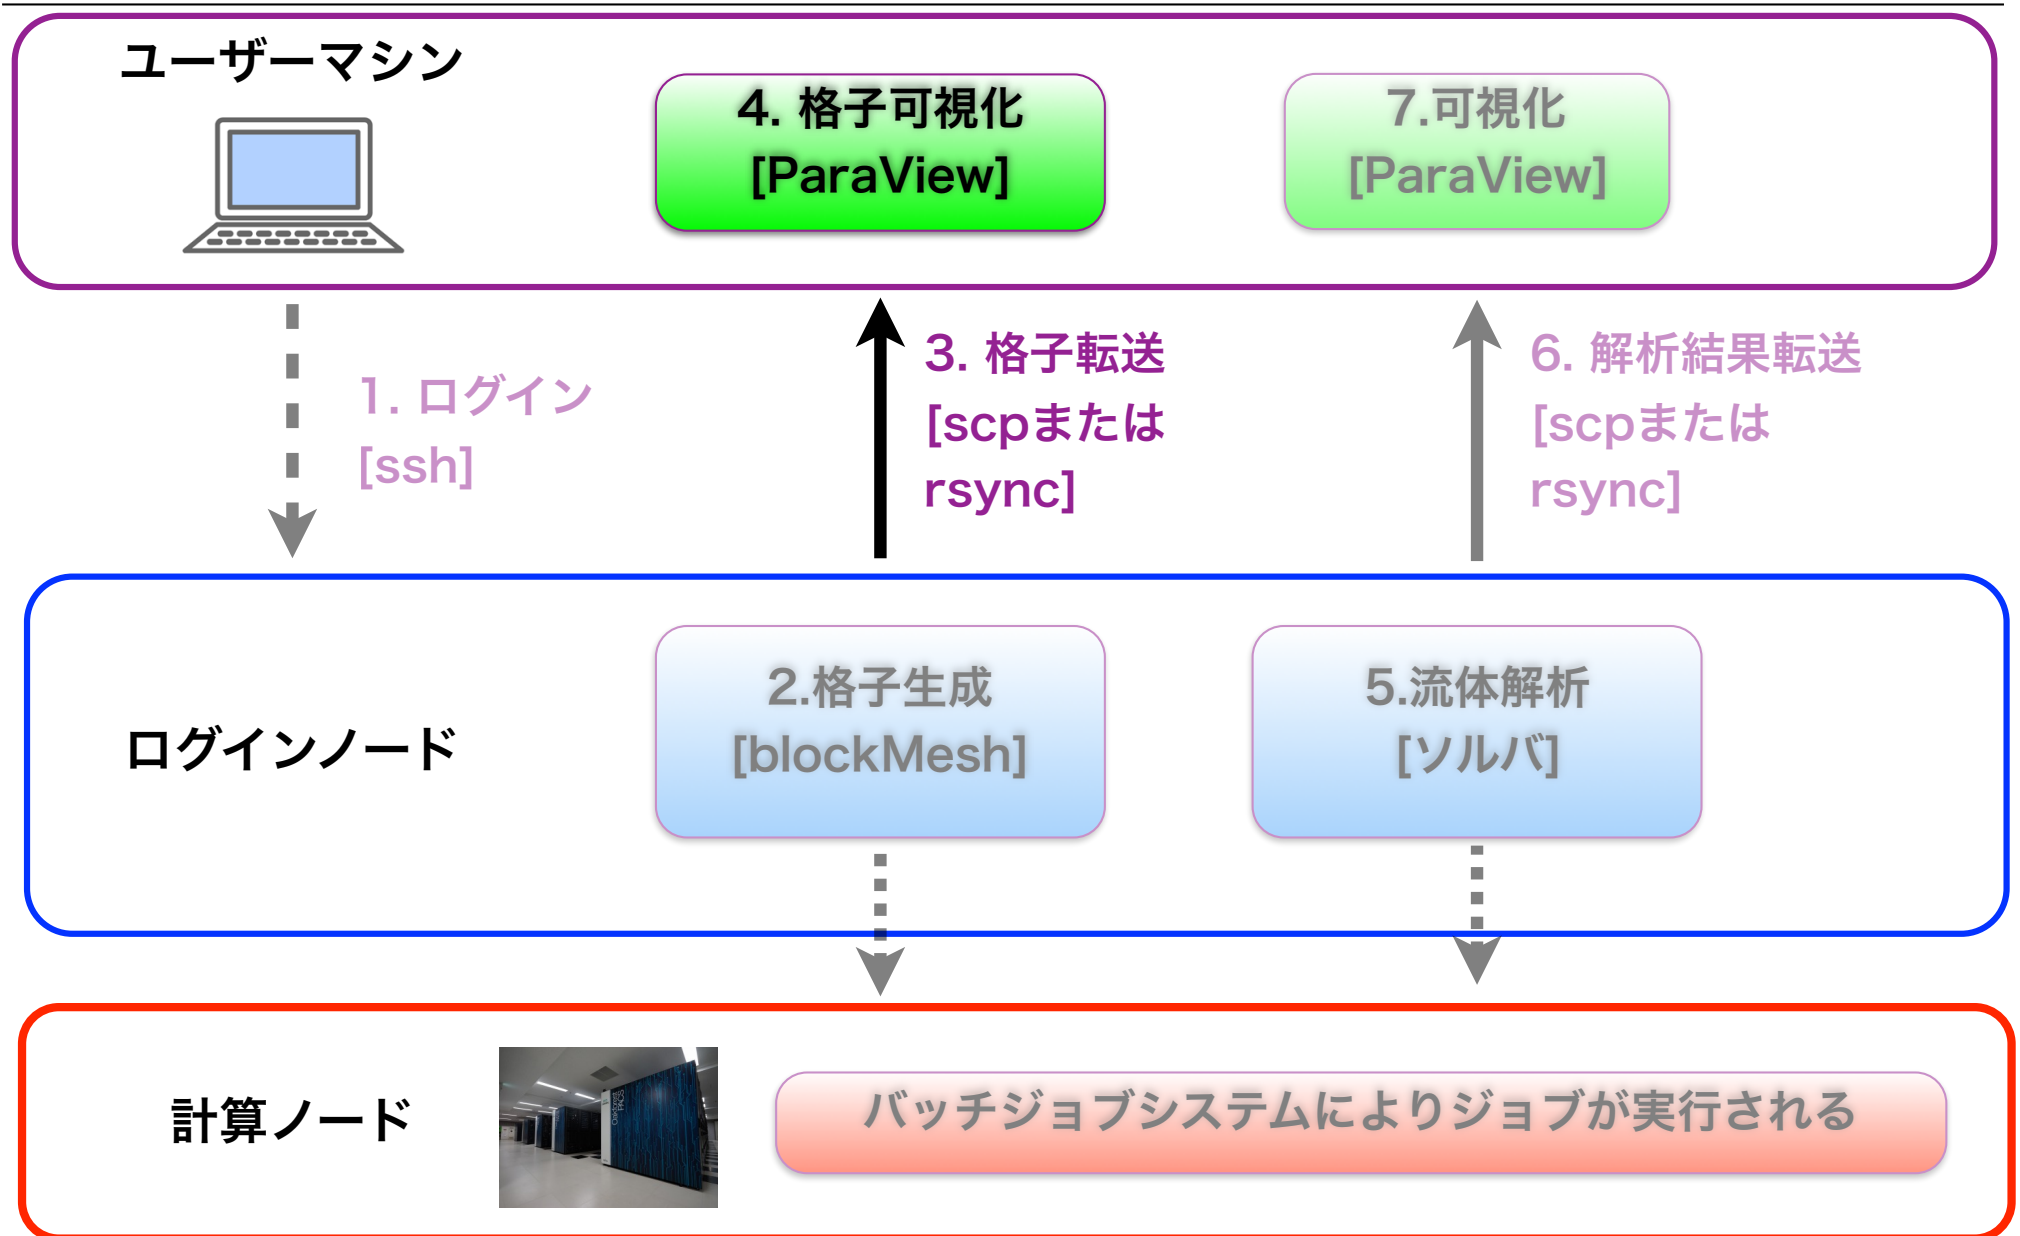 ユーザーマシン
4. 格子可視化
[ParaView]
7.可視化
[ParaView]
1. ログイン
[ssh]
3. 格子転送
[scpまたは
rsync]
6. 解析結果転送
[scpまたは
rsync]
ログインノード
2.格子生成
[blockMesh]
5.流体解析
[ソルバ]
計算ノード
バッチジョブシステムによりジョブが実行される